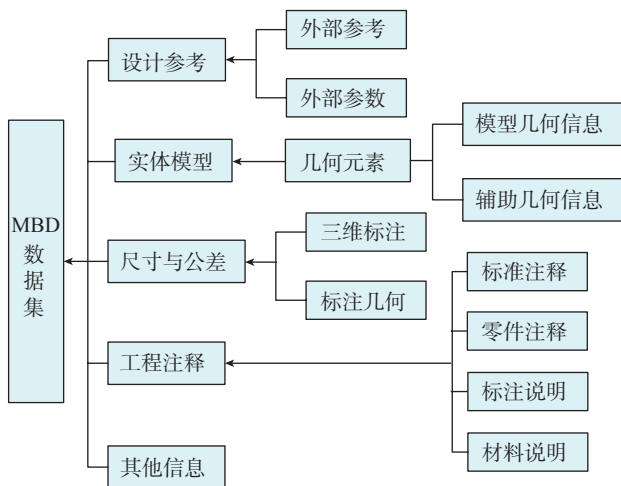 MBD
数
据
集
设计参考
外部参考
外部参数
实体模型
几何元素
模型几何信息
辅助几何信息
尺寸与公差
三维标注
标注几何
工程注释
标准注释
零件注释
标注说明
材料说明
其他信息